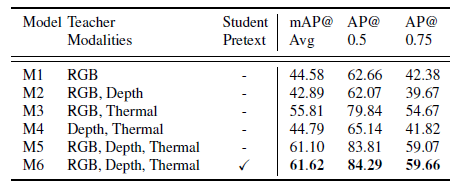 Model Teacher Student mAP@ AP@ AP@
Modalities Pretext Avg 0.5 0.75
M1 RGB - 44.58 62.66 42.38
M2 RGB, Depth - 42.89 62.07 39.67
M3 RGB, Thermal - 55.81 79.84 54.67
M4 Depth, Thermal - 44.79 65.14 41.82
M5 RGB, Depth, Thermal - 61.10 83.81 59.07
M6 RGB, Depth, Thermal ✓ 61.62 84.29 59.66